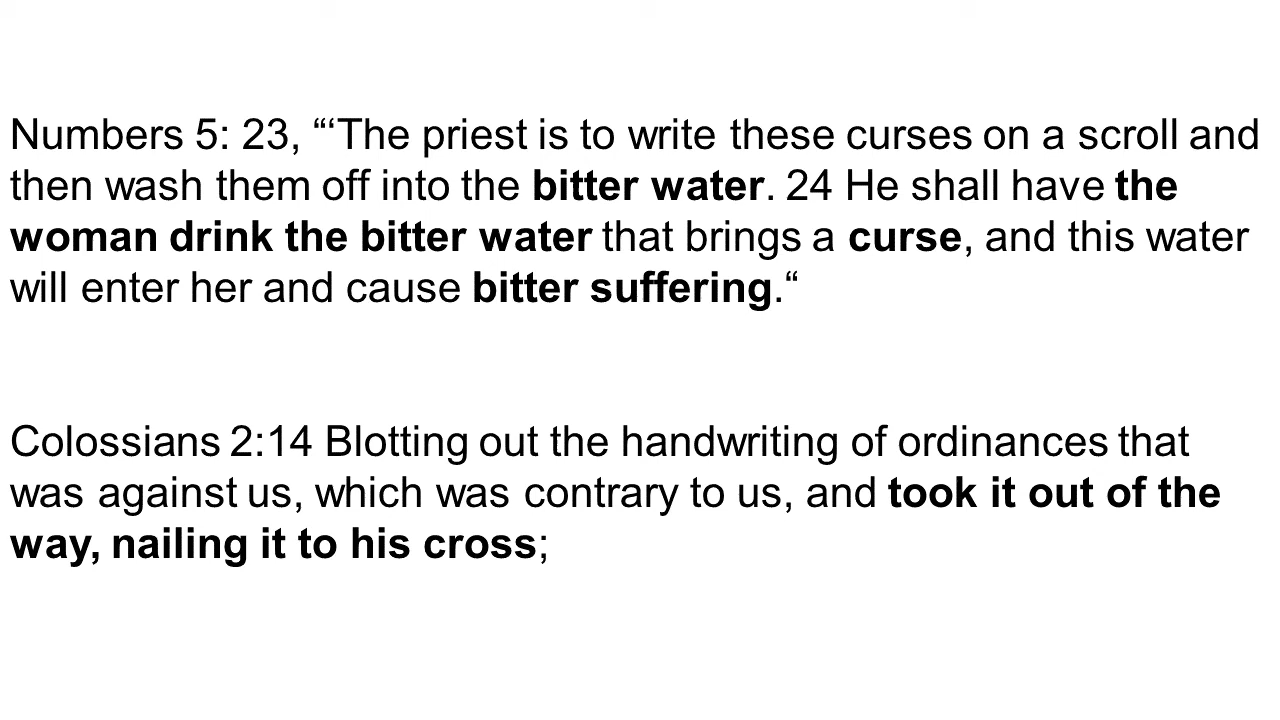 Numbers 5: 23, “‘The priest is to write these curses on a scroll and
then wash them off into the bitter water. 24 He shall have the
woman drink the bitter water that brings a curse, and this water
will enter her and cause bitter suffering.“
Colossians 2:14 Blotting out the handwriting of ordinances that
was against us, which was contrary to us, and took it out of the
way, nailing it to his cross;